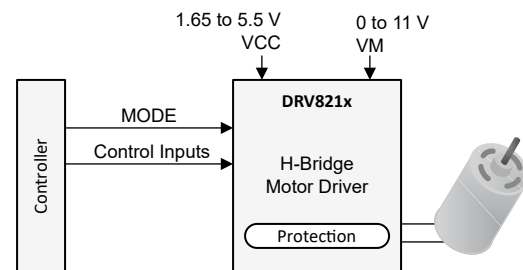 1.65 to 5.5 V
VCC
0 to 11 V
VM
DRV821x
MODE
Control Inputs
Controller
H-Bridge
Motor Driver
Protection